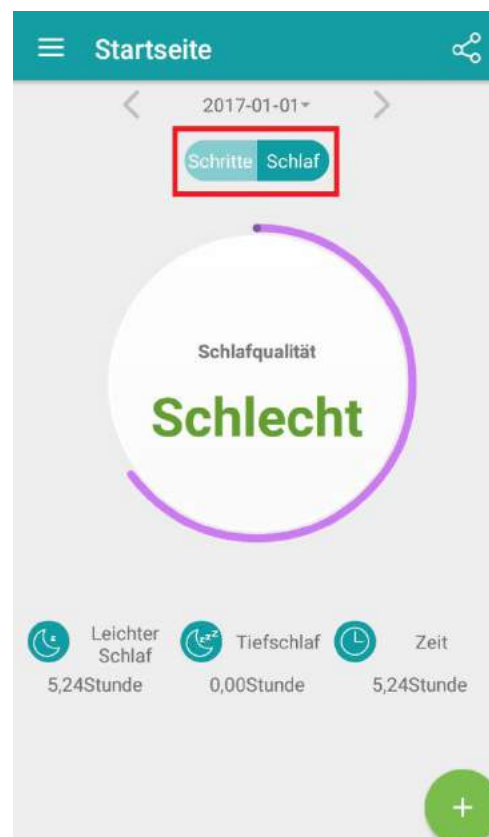 Startseite
2017-01-01
Schritte Schlaf
Schlafqualität
Schlecht
Leichter Schlaf
Tiefschlaf
Zeit
5,24Stunde
0,00Stunde
5,24Stunde
+